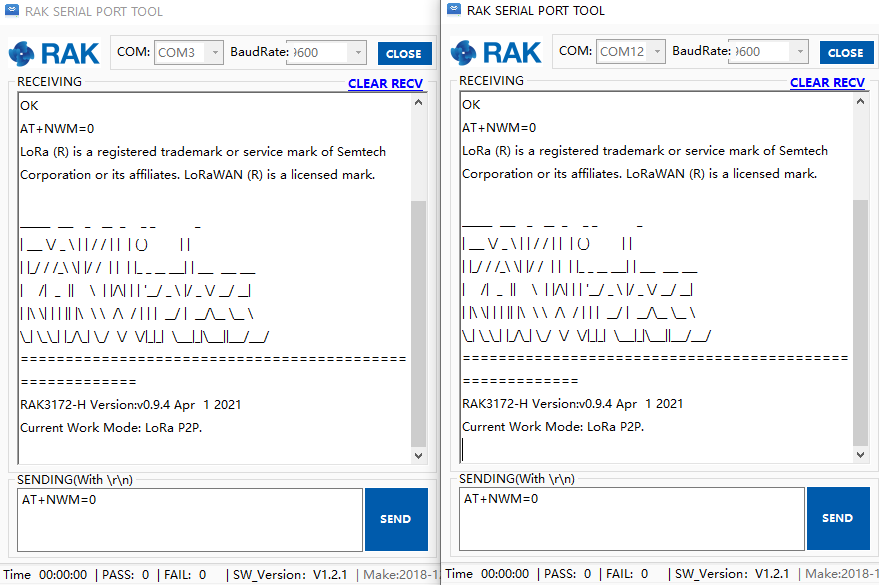 RAK SERIAL PORT TOOL
RAK
COM: COM3 BaudRate: 9600 CLOSE
RECEIVING CLEAR RECV
OK
AT+NWM=0
LoRa (R) is a registered trademark or service mark of Semtech
Corporation or its affiliates. LoRaWAN (R) is a licensed mark.
==========================================
=============
RAK3172-H Version:v0.9.4 Apr  1 2021
Current Work Mode: LoRa P2P.
SENDING(With \r\n)
AT+NWM=0
SEND
Time 00:00:00 | PASS: 0 | FAIL: 0 | SW_Version: V1.2.1 | Make:2018-1
RAK SERIAL PORT TOOL
RAK
COM: COM12 BaudRate: 9600 CLOSE
RECEIVING CLEAR RECV
OK
AT+NWM=0
LoRa (R) is a registered trademark or service mark of Semtech
Corporation or its affiliates. LoRaWAN (R) is a licensed mark.
==========================================
=============
RAK3172-H Version:v0.9.4 Apr  1 2021
Current Work Mode: LoRa P2P.
SENDING(With \r\n)
AT+NWM=0
SEND
Time 00:00:00 | PASS: 0 | FAIL: 0 | SW_Version: V1.2.1 | Make:2018-1